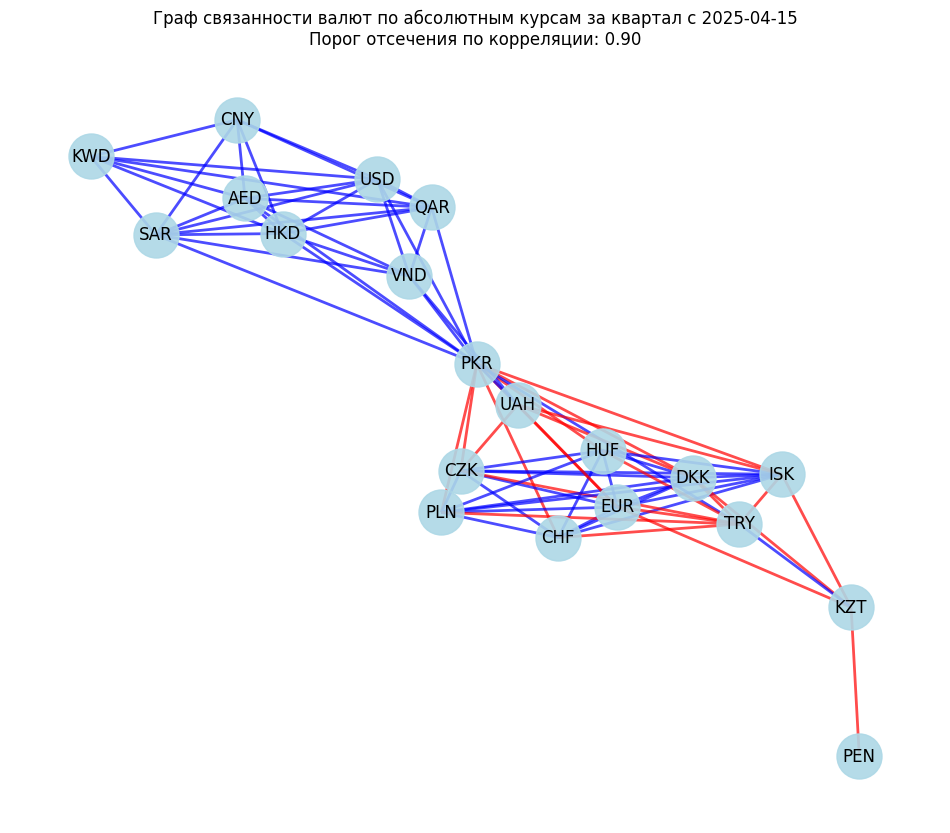 Граф связанности валют по абсолютным курсам за квартал с 2025-04-15
Порог отсечения по корреляции: 0.90
CNY
KWD
USD
AED
QAR
SAR
HKD
VND
PKR
UAH
HUF
CZK
DKK
ISK
EUR
PLN
TRY
CHF
KZT
PEN